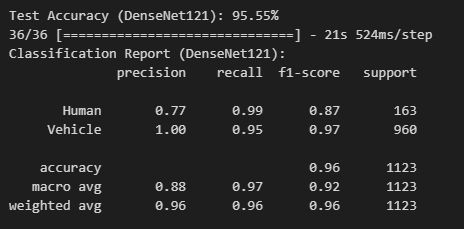 Test Accuracy (DenseNet121): 95.55%
36/36 [==============================] - 21s 524ms/step
Classification Report (DenseNet121):
precision recall f1-score support
Human 0.77 0.99 0.87 163
Vehicle 1.00 0.95 0.97 960
accuracy 0.96 1123
macro avg 0.88 0.97 0.92 1123
weighted avg 0.96 0.96 0.96 1123